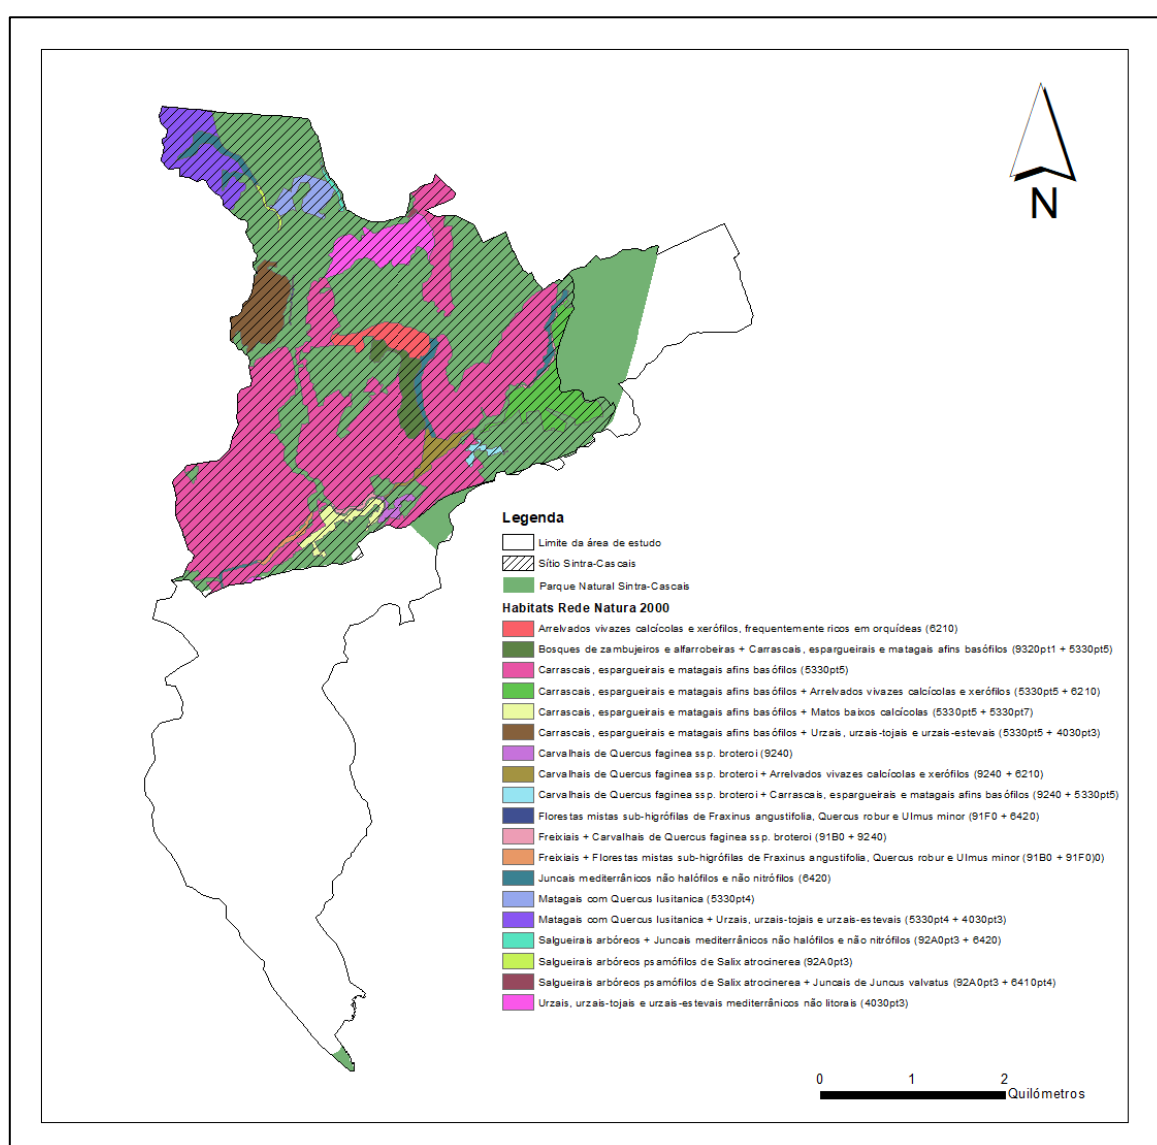 N
Legenda
Limite da área de estudo
Sítio Sintra-Cascais
Parque Natural Sintra-Cascais
Habitats Rede Natura 2000
Arrelvados vivazes calcícolas e xerófilos, frequentemente ricos em orquídeas (6210)
Bosques de zambujeiros e alfarrobeiras + Carrascais, espargueirais e matagais afins basófilos (9320pt1 + 5330pt5)
Carrascais, espargueirais e matagais afins basófilos (5330pt5)
Carrascais, espargueirais e matagais afins basófilos + Arrelvados vivazes calcícolas e xerófilos (5330pt5 + 6210)
Carrascais, espargueirais e matagais afins basófilos + Matos baixos calcícolas (5330pt5 + 5330pt7)
Carrascais, espargueirais e matagais afins basófilos + Urzais, urzais-tojais e urzais-estevais (5330pt5 + 4030pt3)
Carvalhais de Quercus faginea ssp. broteroi (9240)
Carvalhais de Quercus faginea ssp. broteroi + Arrelvados vivazes calcícolas e xerófilos (9240 + 6210)
Carvalhais de Quercus faginea ssp. broteroi + Carrascais, espargueirais e matagais afins basófilos (9240 + 5330pt5)
Florestas mistas sub-higrófilas de Fraxinus angustifolia, Quercus robur e Ulmus minor (91F0 + 6420)
Freixiais + Carvalhais de Quercus faginea ssp. broteroi (91B0 + 9240)
Freixiais + Florestas mistas sub-higrófilas de Fraxinus angustifolia, Quercus robur e Ulmus minor (91B0 + 91F0)0)
Juncais mediterrânicos não halófilos e não nitrófilos (6420)
Matagais com Quercus lusitanica (5330pt4)
Matagais com Quercus lusitanica + Urzais, urzais-tojais e urzais-estevais (5330pt4 + 4030pt3)
Salgueirais arbóreos + Juncais mediterrânicos não halófilos e não nitrófilos (92A0pt3 + 6420)
Salgueirais arbóreos psamófilos de Salix atrocinerea (92A0pt3)
Salgueirais arbóreos psamófilos de Salix atrocinerea + Juncais de Juncus valvatus (92A0pt3 + 6410pt4)
Urzais, urzais-tojais e urzais-estevais mediterrânicos não litorais (4030pt3)
0 1 2
Quilómetros